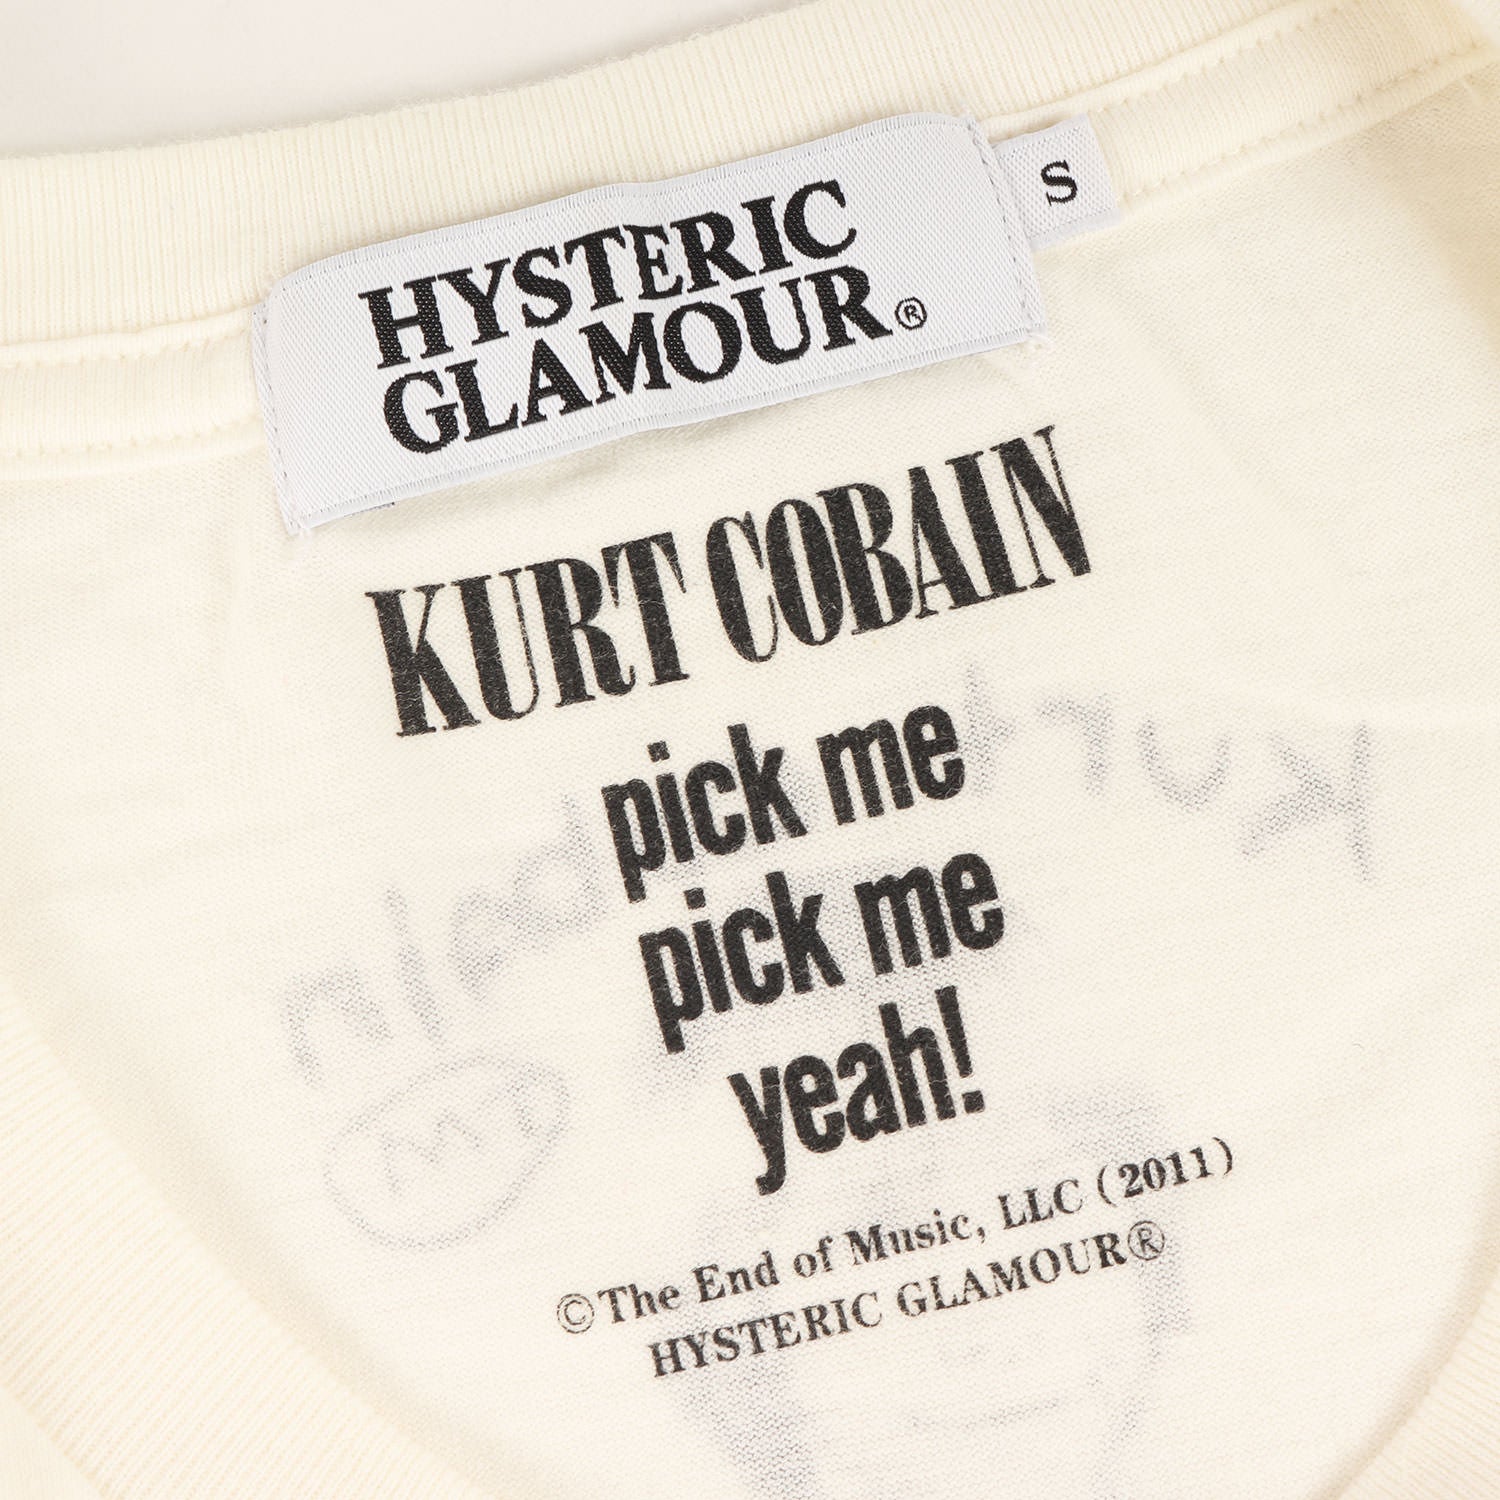 HYSTERIC
GLAMOUR®
S
KURT COBAIN
pick me
pick me
yeah!
©The End of Music, LLC (2011)
HYSTERIC GLAMOUR®